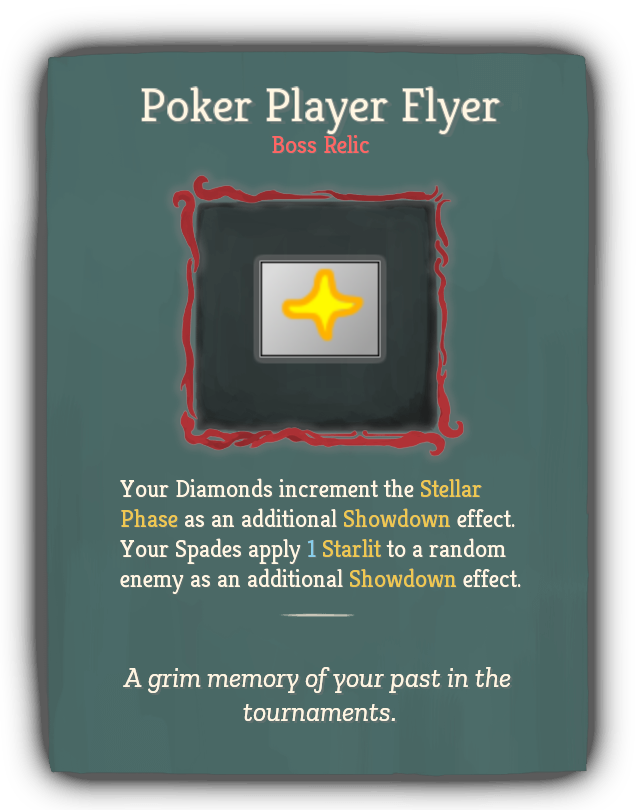 Poker Player Flyer
Boss Relic
Your Diamonds increment the Stellar
Phase as an additional Showdown effect.
Your Spades apply 1 Starlit to a random
enemy as an additional Showdown effect.
A grim memory of your past in the
tournaments.